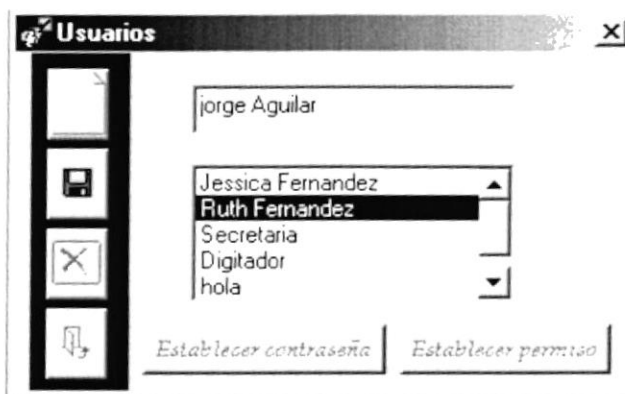 Usuarios
jorge Aguilar
Jessica Fernandez
Ruth Fernandez
Secretaria
Digitador
hola
Establecer contraseña
Establecer permiso